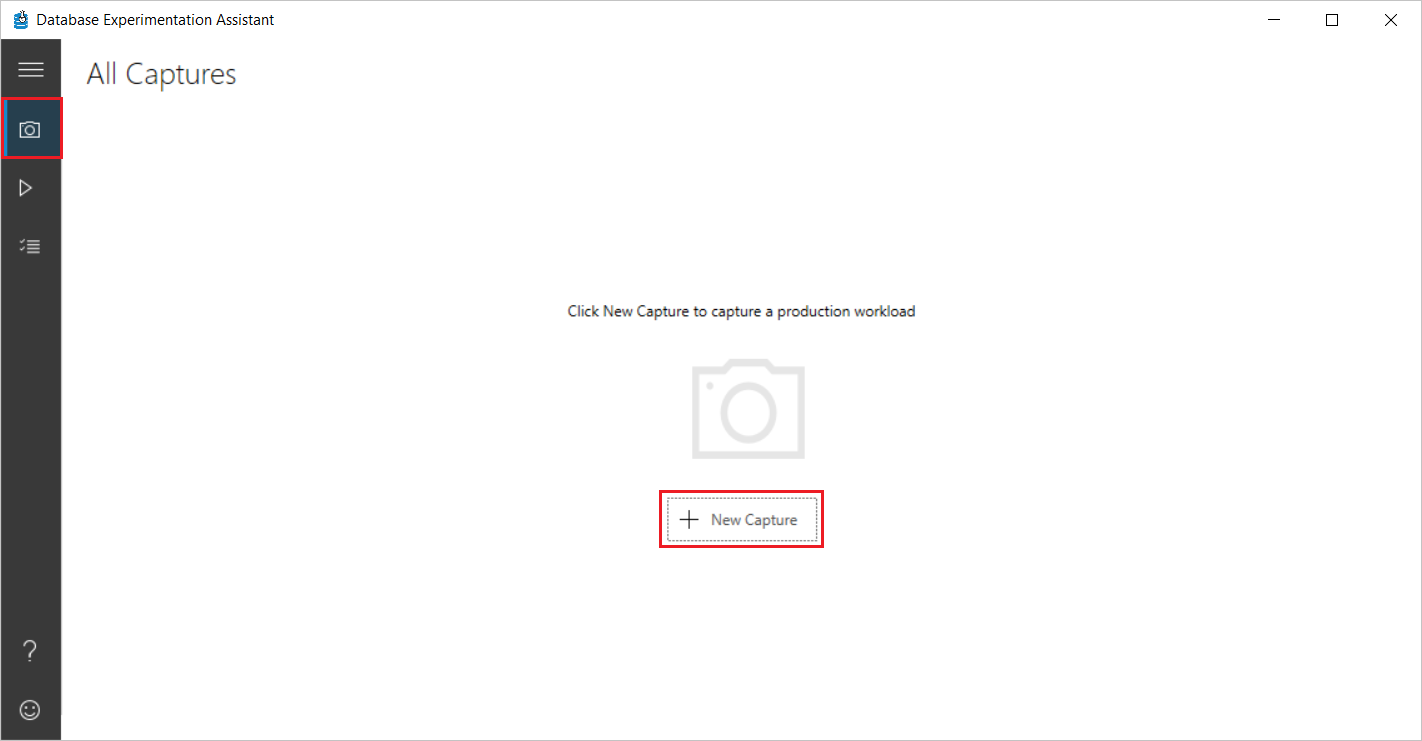 Database Experimentation Assistant
All Captures
Click New Capture to capture a production workload
New Capture